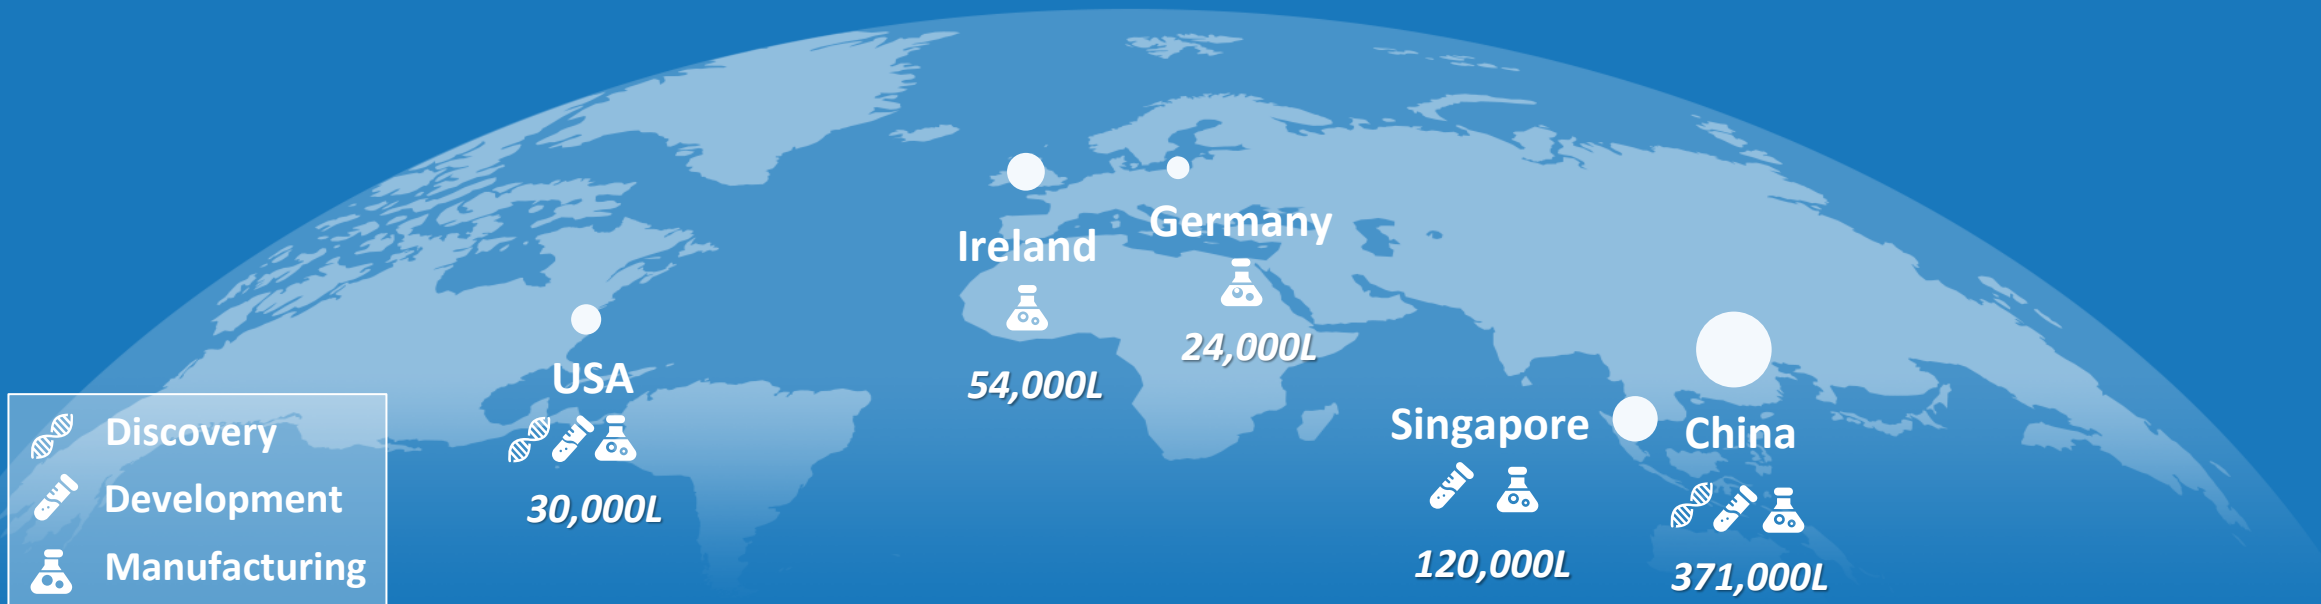 Ireland
54,000L
Germany
24,000L
USA
30,000L
Singapore
120,000L
China
371,000L
Discovery
Development
Manufacturing